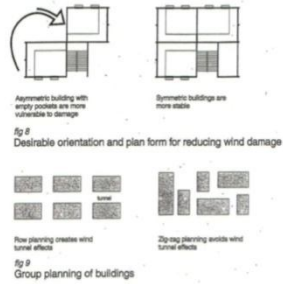 Asymmetric building with
empty pockets are more
vulnerable to damage
Symmetric buildings are
more stable
fig 8
Desirable orientation and plan form for reducing wind damage
tunnel
Row planning creates wind
tunnel effects
Zig-zag planning avoids wind
tunnel effects
fig 9
Group planning of buildings